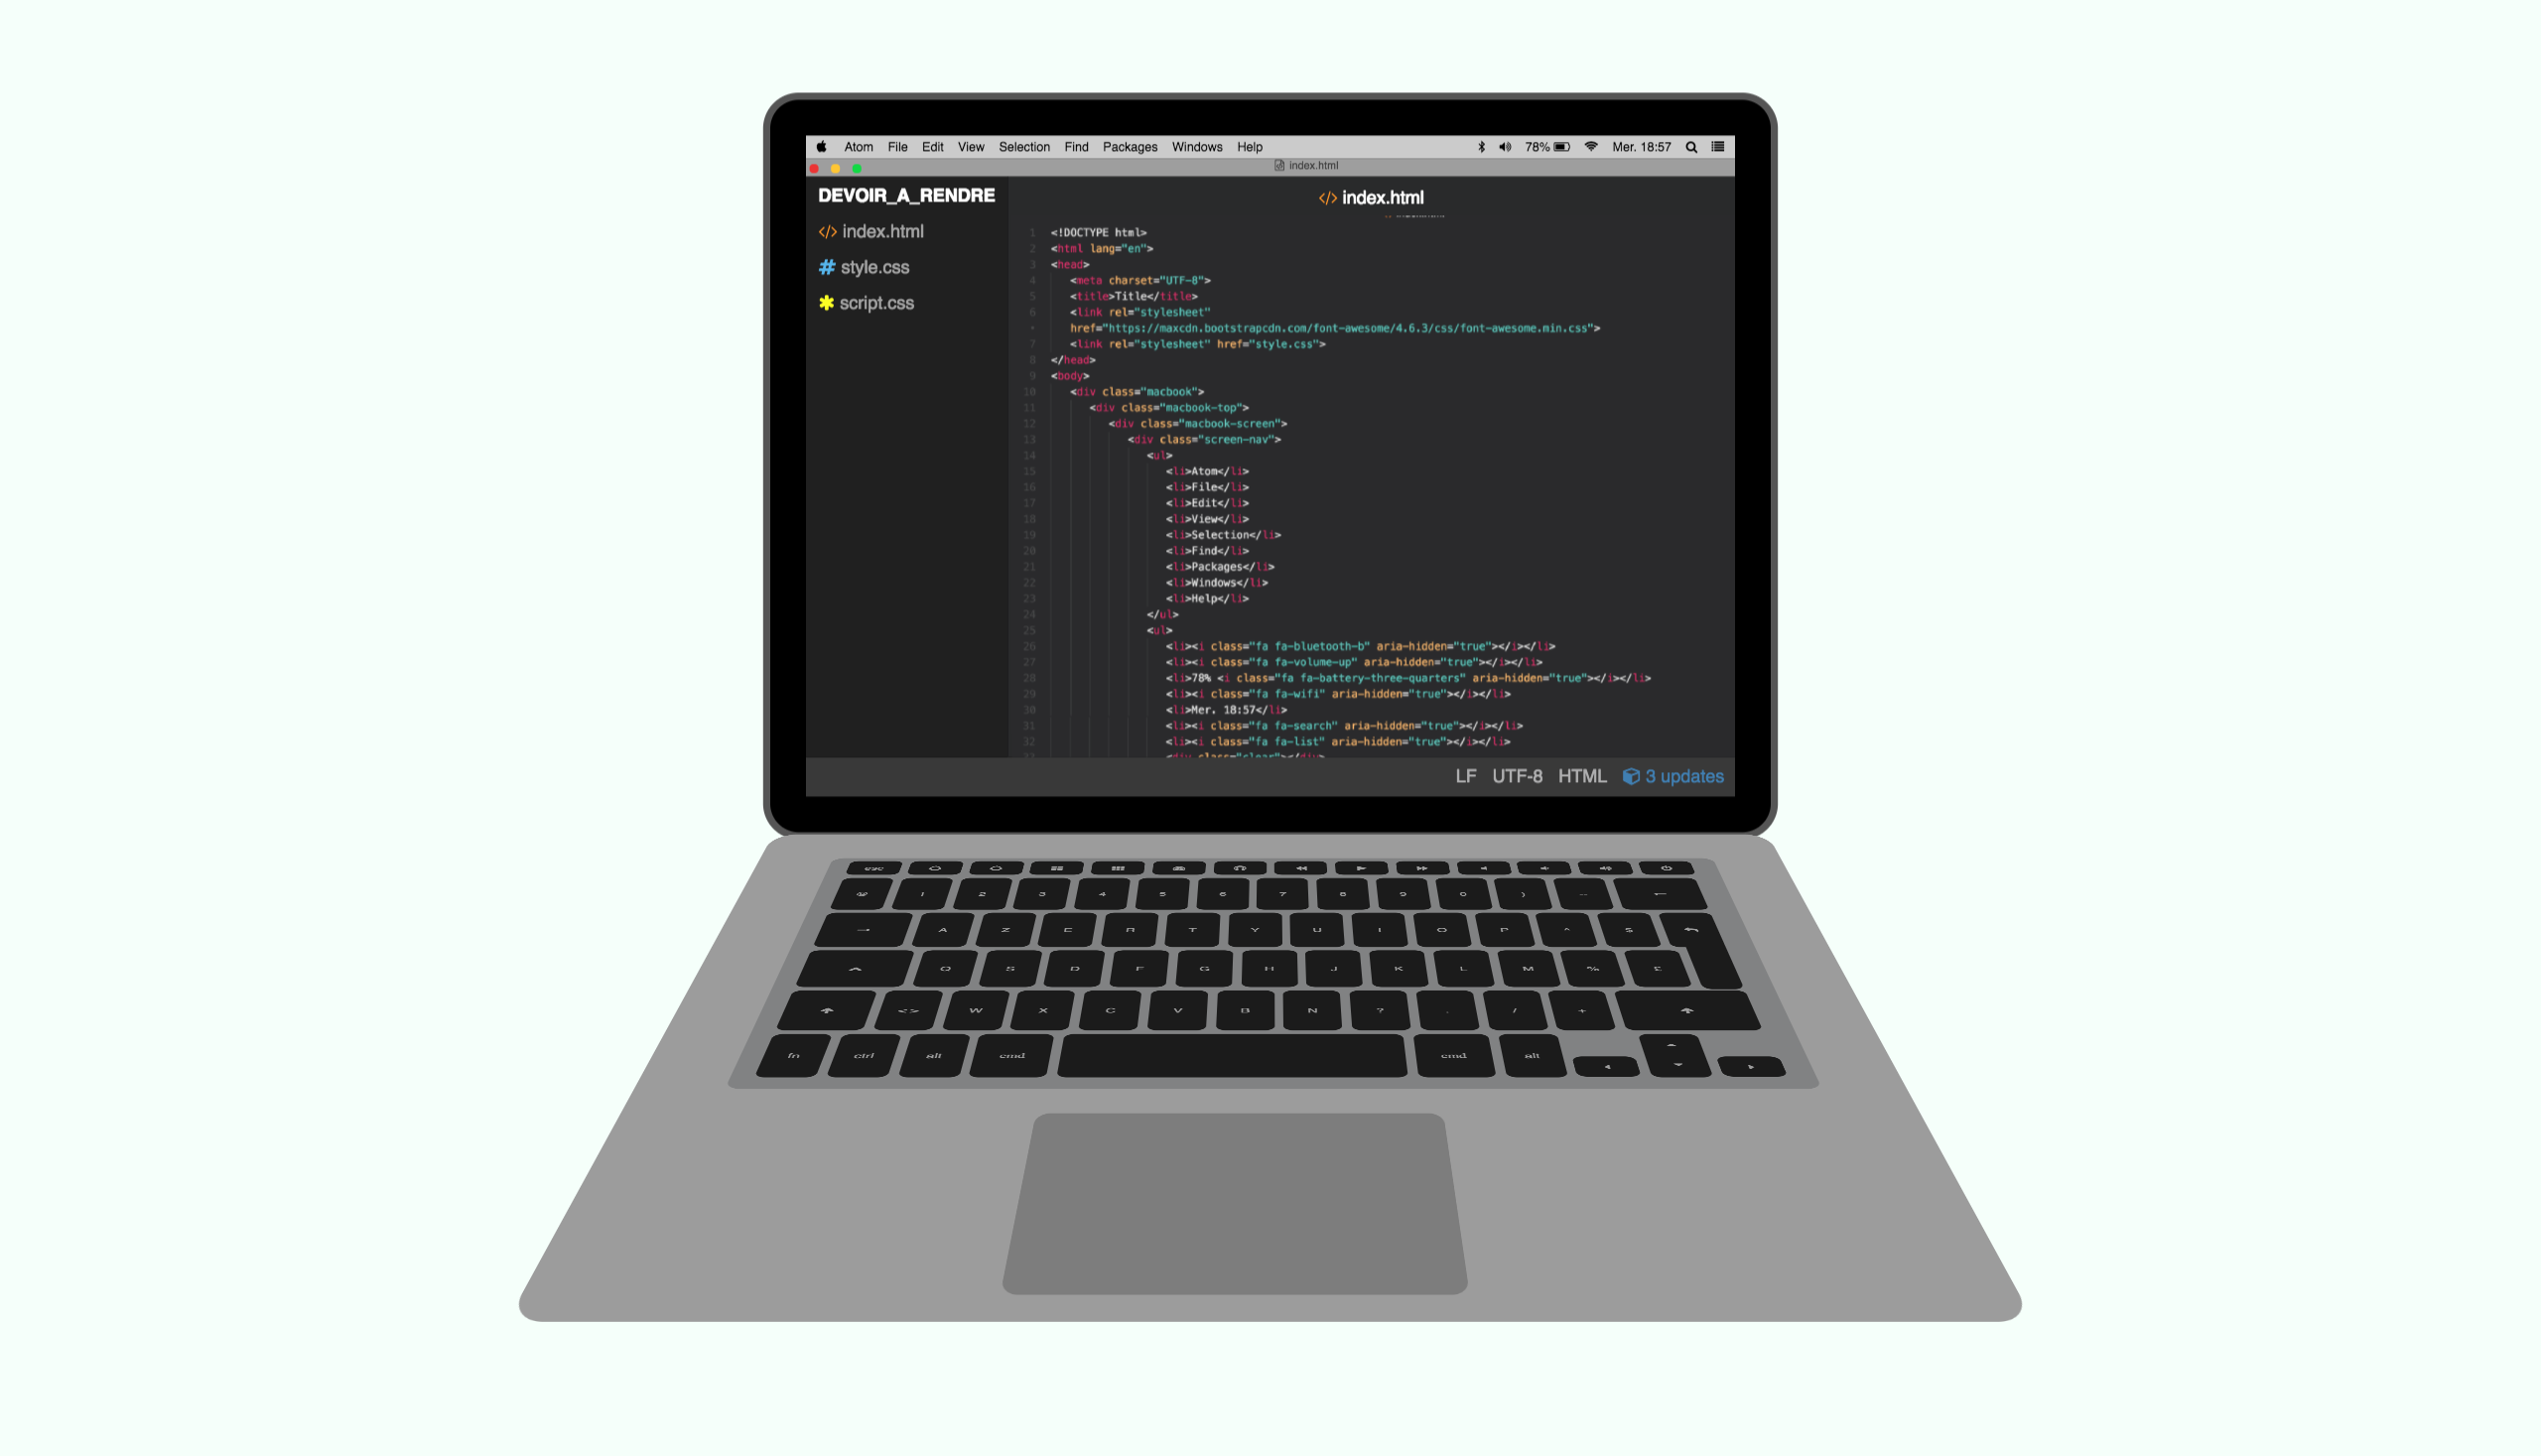 Atom File Edit View Selection Find Packages Windows Help 78% Mer. 18:57
index.html
DEVOIR_A_RENDRE
index.html
style.css
script.css
</> index.html
1 <!DOCTYPE html>
2 <html lang="en">
3 <head>
4 <meta charset="UTF-8">
5 <title>Title</title>
6 <link rel="stylesheet"
• href="https://maxcdn.bootstrapcdn.com/font-awesome/4.6.3/css/font-awesome.min.css">
7 <link rel="stylesheet" href="style.css">
8 </head>
9 <body>
10 <div class="macbook">
11 <div class="macbook-top">
12 <div class="macbook-screen">
13 <div class="screen-nav">
14 <ul>
15 <li>Atom</li>
16 <li>File</li>
17 <li>Edit</li>
18 <li>View</li>
19 <li>Selection</li>
20 <li>Find</li>
21 <li>Packages</li>
22 <li>Windows</li>
23 <li>Help</li>
24 </ul>
25 <ul>
26 <li><i class="fa fa-bluetooth-b" aria-hidden="true"></i></li>
27 <li><i class="fa fa-volume-up" aria-hidden="true"></i></li>
28 <li>78% <i class="fa fa-battery-three-quarters" aria-hidden="true"></i></li>
29 <li><i class="fa fa-wifi" aria-hidden="true"></i></li>
30 <li>Mer. 18:57</li>
31 <li><i class="fa fa-search" aria-hidden="true"></i></li>
32 <li><i class="fa fa-list" aria-hidden="true"></i></li>
LF UTF-8 HTML 3 updates
esc
1 2 3 4 5 6 7 8 9 0 )
A Z E R T Y U I O P ^ $
Q S D F G H J K L M % £
<> W X C V B N ? . / +
fn ctrl alt cmd cmd alt